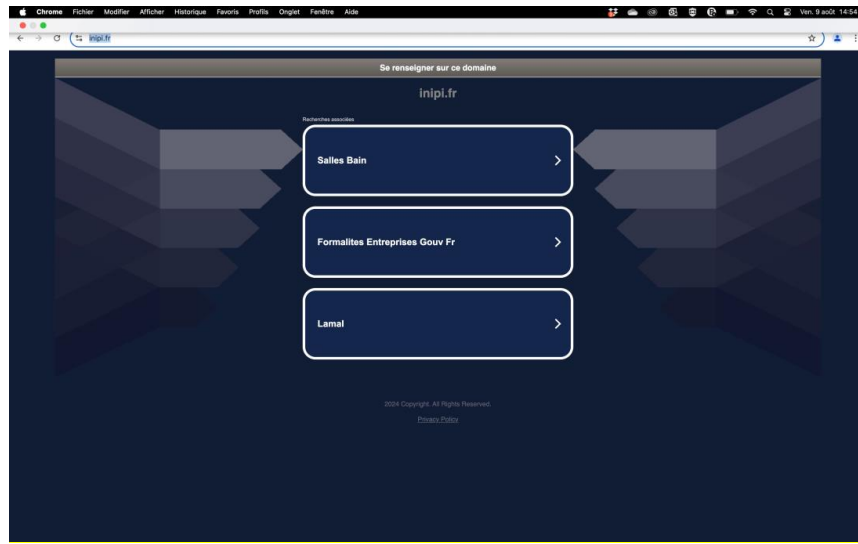 Chrome Fichier Modifier Afficher Historique Favoris Profils Onglet Fenêtre Aide Ven. 9 août 14:54
inipi.fr
Se renseigner sur ce domaine
inipi.fr
Recherches associées
Salles Bain
Formalites Entreprises Gouv Fr
Lamal
2024 Copyright. All Rights Reserved.
Privacy Policy